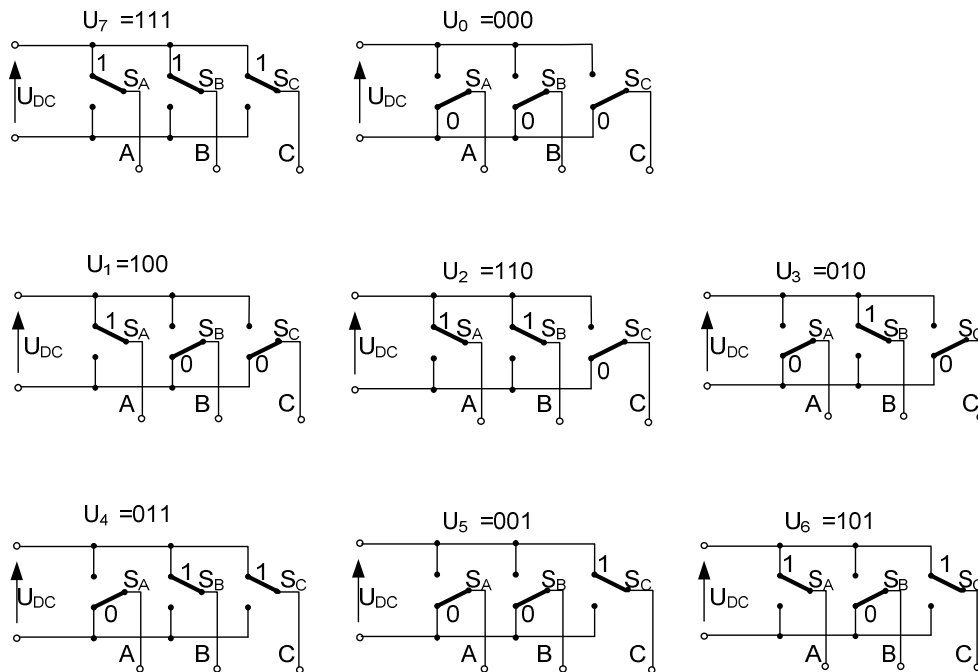 U7 =111
U0 =000
1 1 1
SA SB SC
UDC
A B C
SA SB SC
UDC
0 0 0
A B C
U1 =100
U2 =110
U3 =010
1 SA SB SC
UDC
0 0
A B C
1 SA 1 SB SC
UDC
0
A B C
SA 1 SB SC
UDC
0 0
A B C
U4 =011
U5 =001
U6 =101
SA 1 SB 1 SC
UDC
0
A B C
SA SB 1 SC
UDC
0 0
A B C
1 SA SB 1 SC
UDC
0
A B C